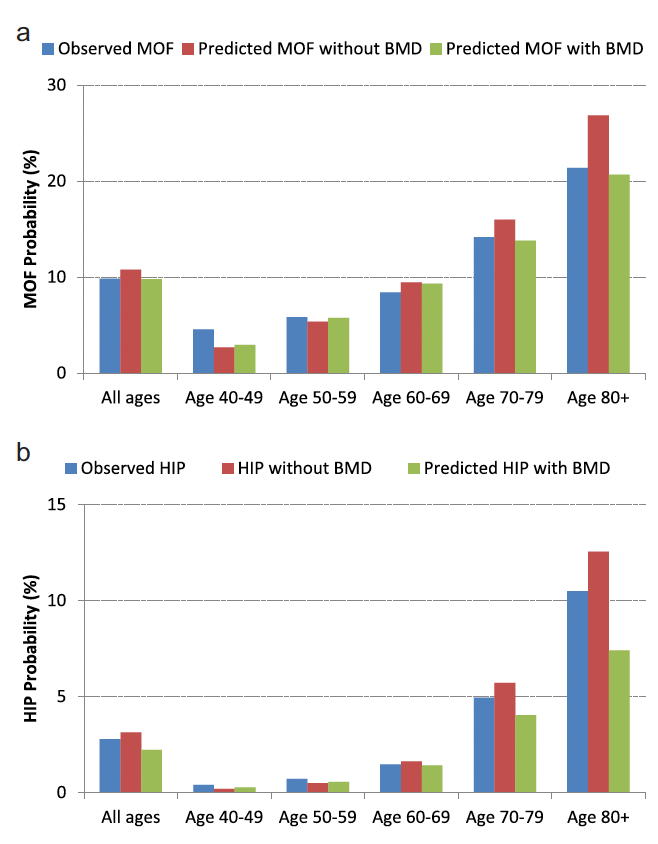 a
Observed MOF Predicted MOF without BMD Predicted MOF with BMD
30
20
10
0
MOF Probability (%)
All ages Age 40-49 Age 50-59 Age 60-69 Age 70-79 Age 80+
b
Observed HIP HIP without BMD Predicted HIP with BMD
15
10
5
0
HIP Probability (%)
All ages Age 40-49 Age 50-59 Age 60-69 Age 70-79 Age 80+